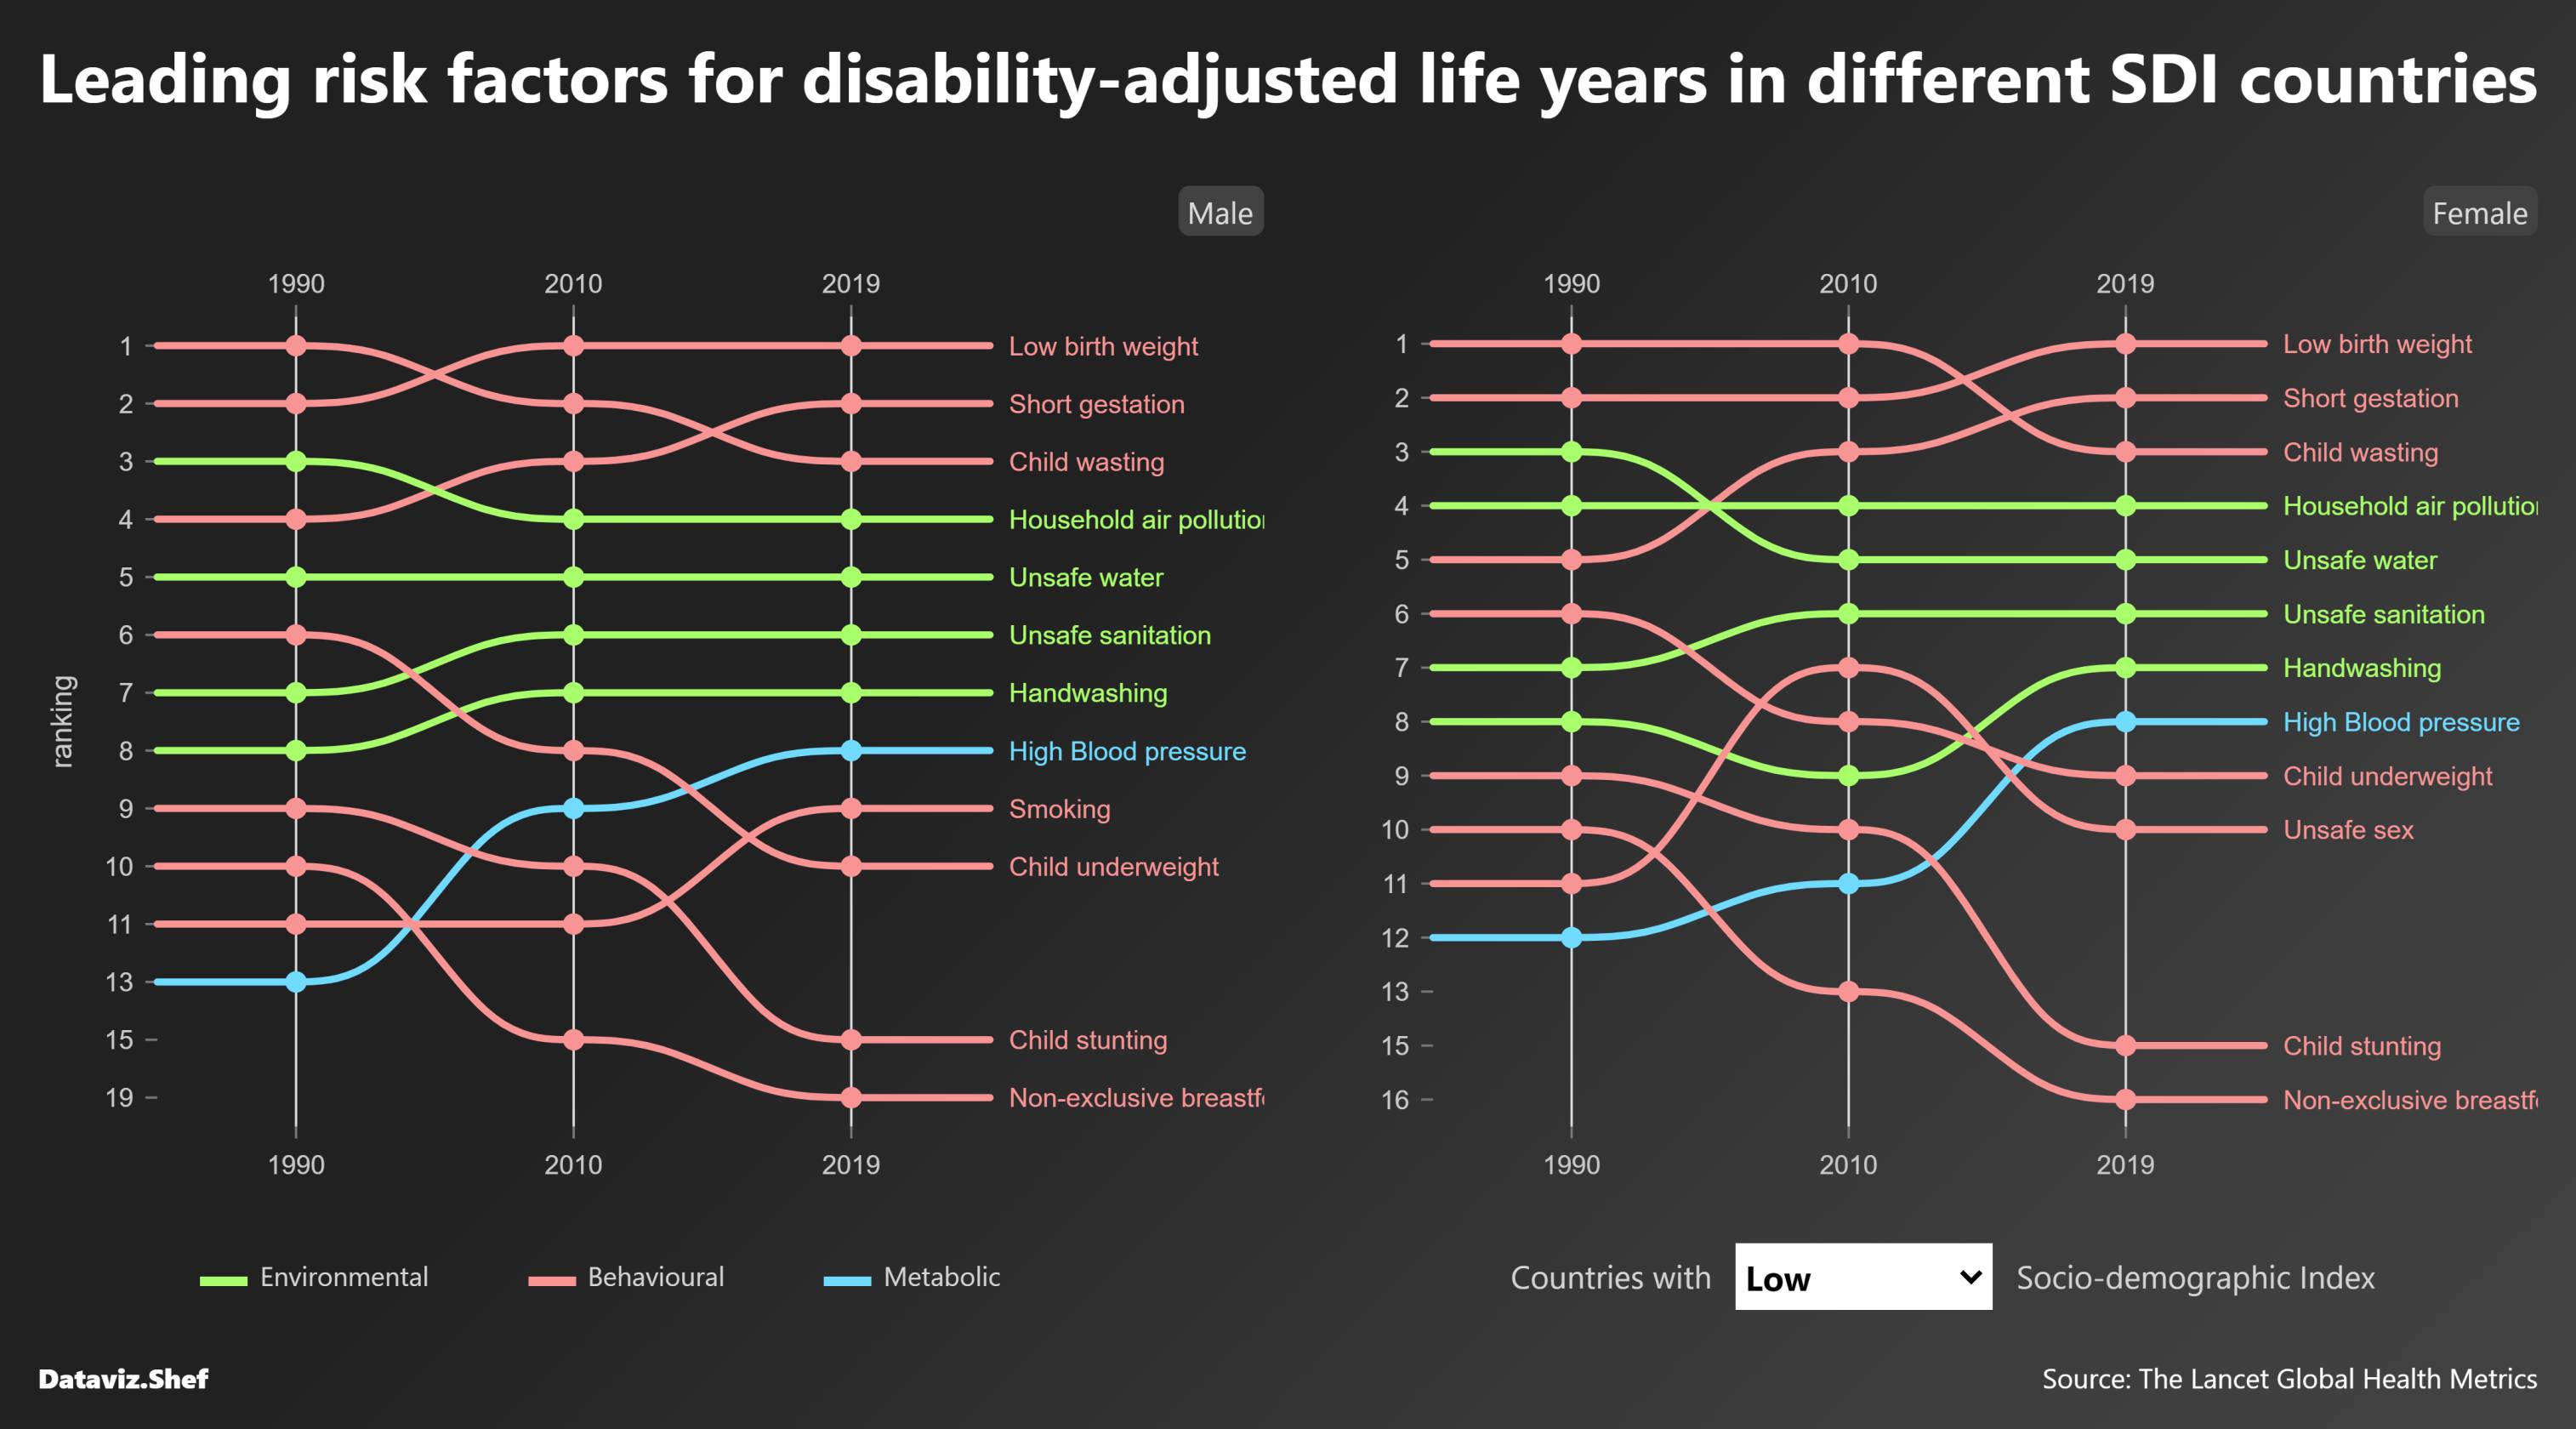 Leading risk factors for disability-adjusted life years in different SDI countries
Male
1990 2010 2019
ranking
1
2
3
4
5
6
7
8
9
10
11
13
15
19
Low birth weight
Short gestation
Child wasting
Household air pollution
Unsafe water
Unsafe sanitation
Handwashing
High Blood pressure
Smoking
Child underweight
Child stunting
Non-exclusive breastf
1990 2010 2019
Female
1990 2010 2019
1
2
3
4
5
6
7
8
9
10
11
12
13
15
16
Low birth weight
Short gestation
Child wasting
Household air pollution
Unsafe water
Unsafe sanitation
Handwashing
High Blood pressure
Child underweight
Unsafe sex
Child stunting
Non-exclusive breastf
1990 2010 2019
Environmental Behavioural Metabolic
Countries with Low Socio-demographic Index
Dataviz.Shef
Source: The Lancet Global Health Metrics